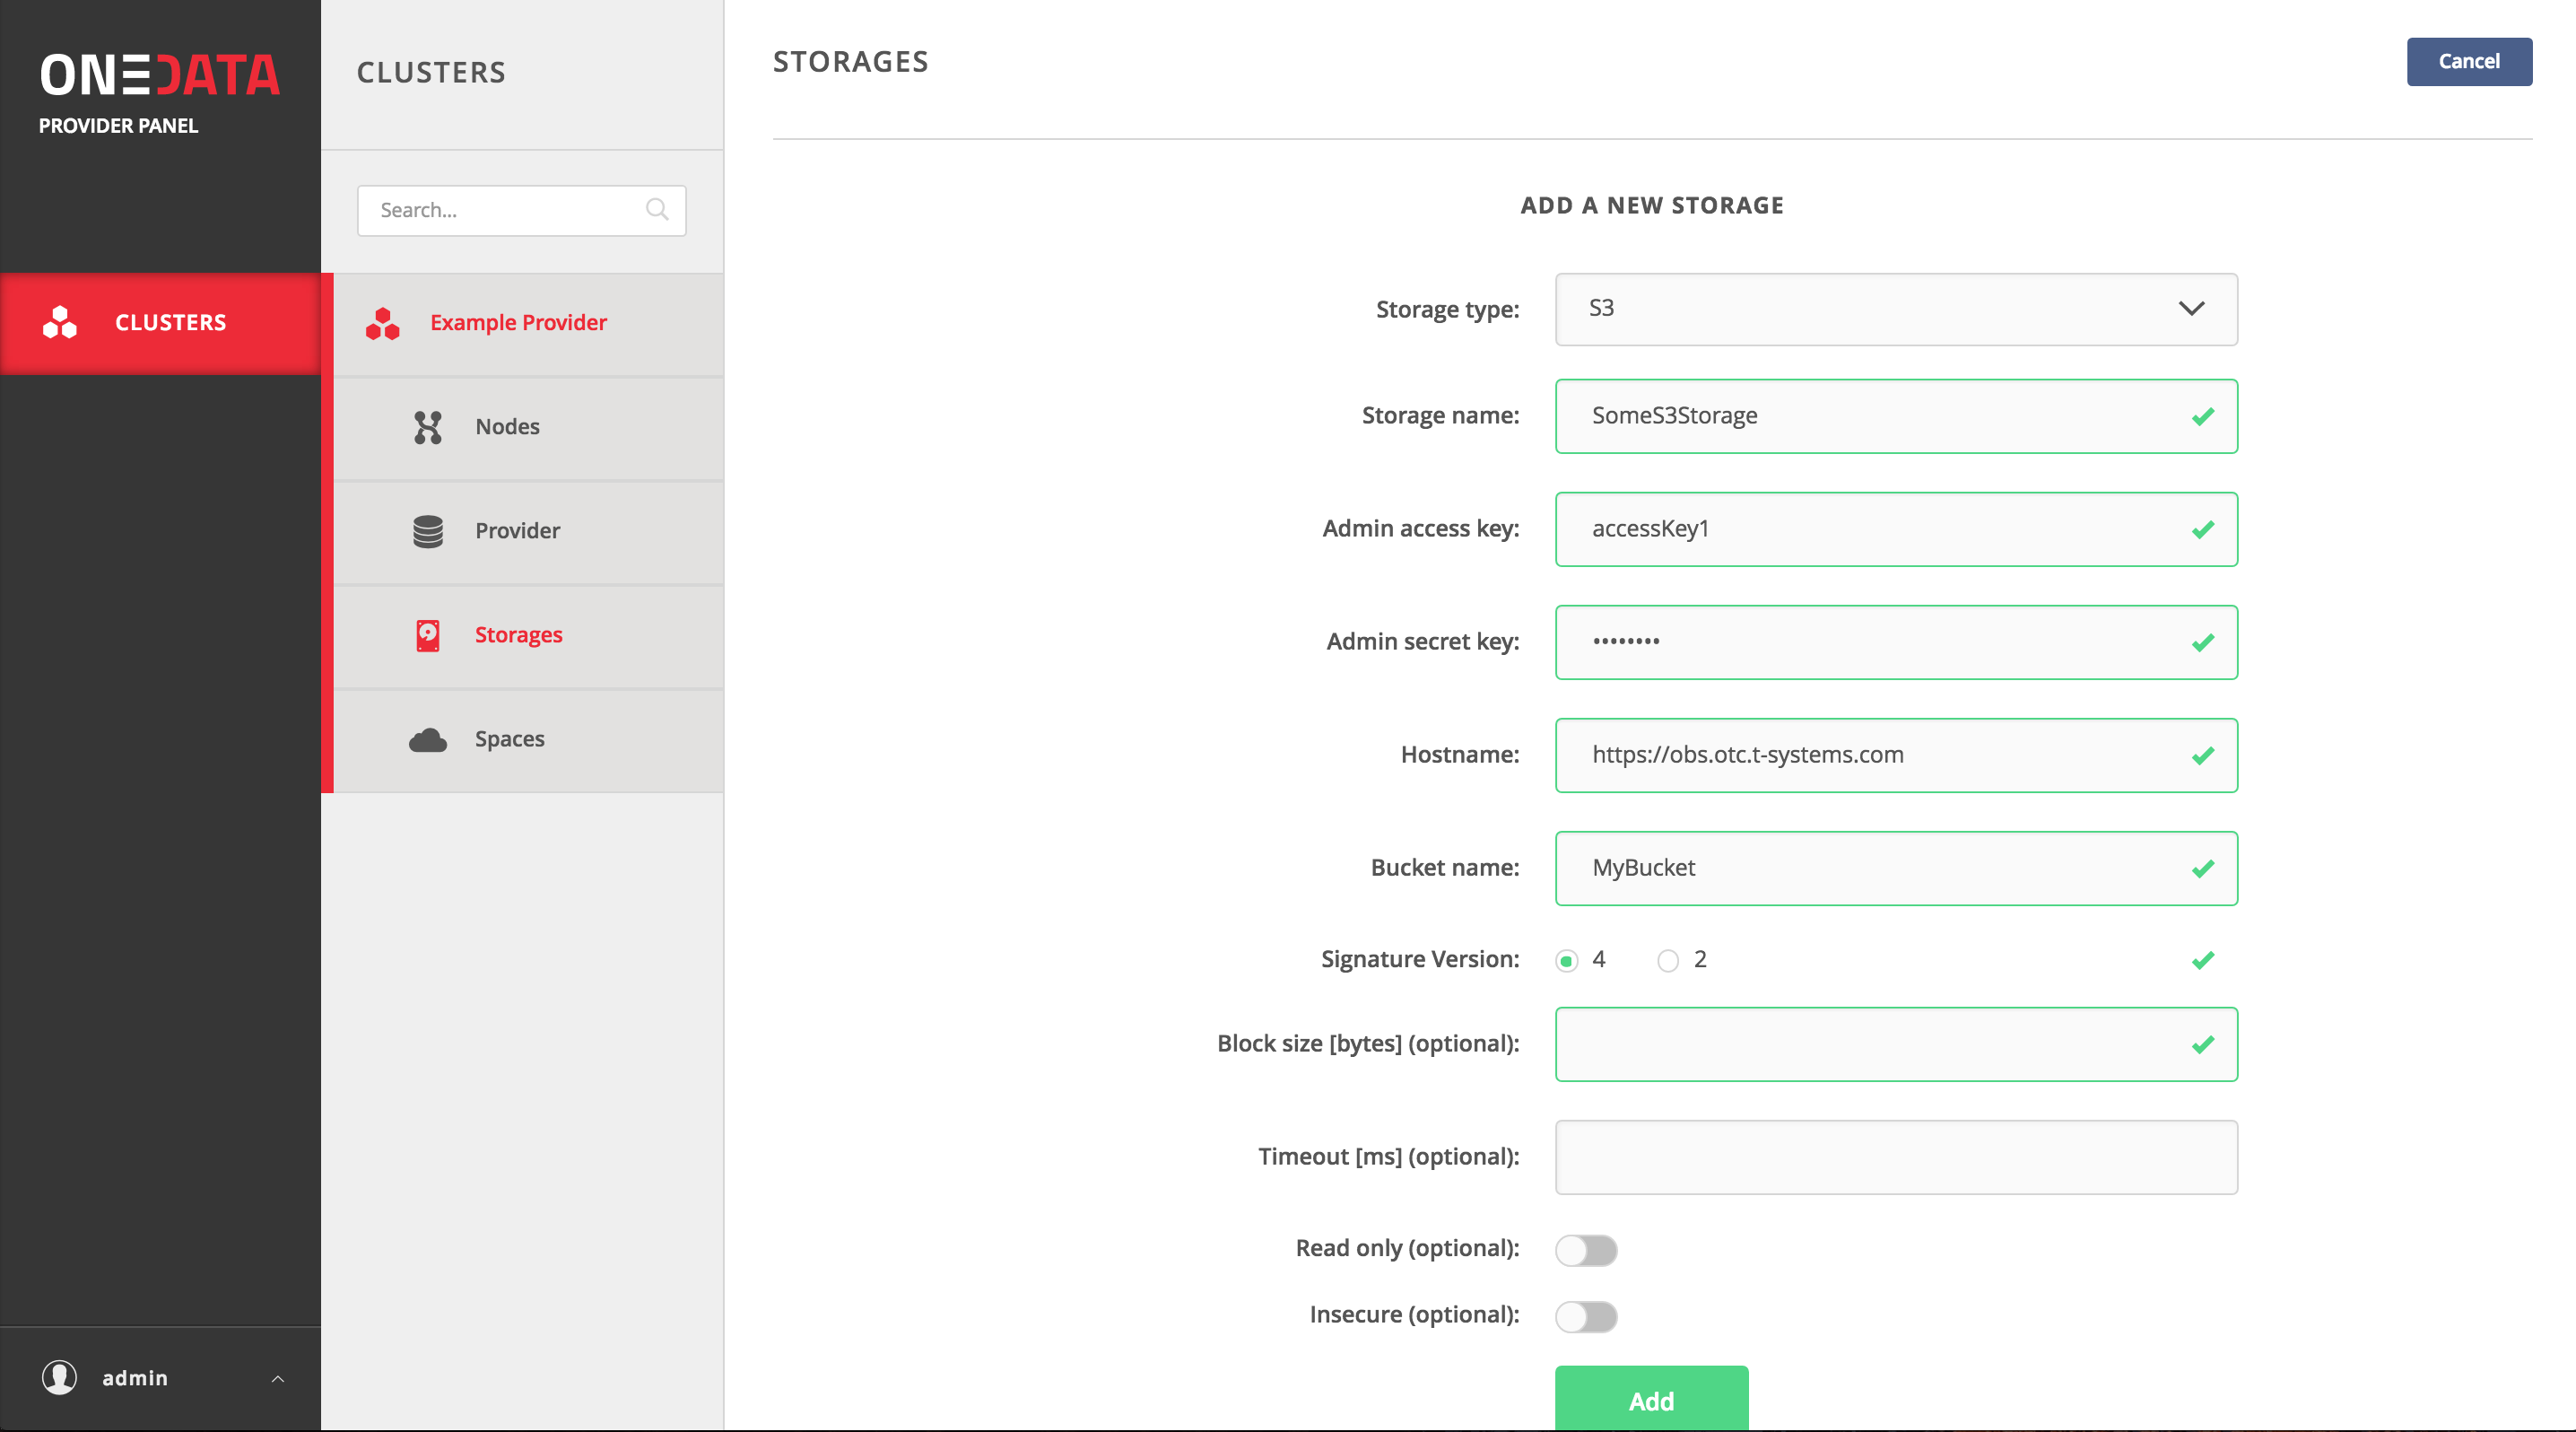 ONEDATA
PROVIDER PANEL
CLUSTERS
admin
CLUSTERS
Search...
Example Provider
Nodes
Provider
Storages
Spaces
STORAGES
Cancel
ADD A NEW STORAGE
Storage type: S3
Storage name: SomeS3Storage
Admin access key: accessKey1
Admin secret key: ••••••••
Hostname: https://obs.otc.t-systems.com
Bucket name: MyBucket
Signature Version: 4 2
Block size [bytes] (optional):
Timeout [ms] (optional):
Read only (optional):
Insecure (optional):
Add